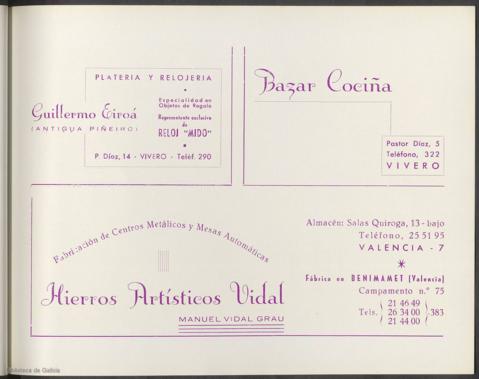 PLATERIA Y RELOJERIA
Guillermo Eiroá
(ANTIGUA PIÑEIRO)
Especialidad en
Objetos de Regalo
Representante exclusivo
de
RELOJ "MIDO"
P. Díaz, 14 - VIVERO - Teléf. 290
Bazar Cociña
Pastor Díaz, 5
Teléfono, 322
VIVERO
Fabricación de Centros Metálicos y Mesas Automáticas
Hierros Artísticos Vidal
MANUEL VIDAL GRAU
Almacén: Salas Quiroga, 13 - bajo
Teléfono, 25 51 95
VALENCIA - 7
Fábrica en BENIMAMET (Valencia)
Campamento n.º 75
21 46 49
Tels. 26 34 00 -383
21 44 00
Biblioteca de Galicia